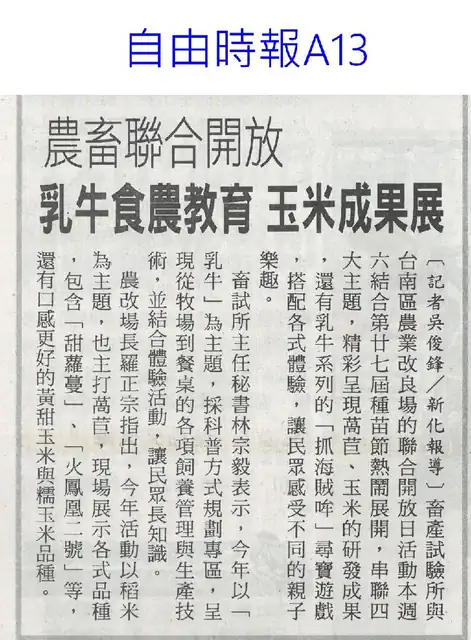 自由時報A13
農畜聯合開放
乳牛食農教育 玉米成果展
〔記者吳俊鋒/新化報導〕畜產試驗所與
台南區農業改良場的聯合開放日活動本週
六結合第廿七屆種苗節熱鬧展開,串聯四
大主題,精彩呈現萵苣、玉米的研發成果
,還有乳牛系列的「抓海賊哞」尋寶遊戲
,搭配各式體驗,讓民眾感受不同的親子
樂趣。
畜試所主任秘書林宗毅表示,今年以「
乳牛」為主題,採科普方式規劃專區,呈
現從牧場到餐桌的各項飼養管理與生產技
術,並結合體驗活動,讓民眾長知識。
農改場長羅正宗指出,今年活動以稻米
為主題,也主打萵苣,現場展示各式品種
,包含「甜蘿蔓」、「火鳳凰二號」等,
還有口感更好的黃甜玉米與糯玉米品種。